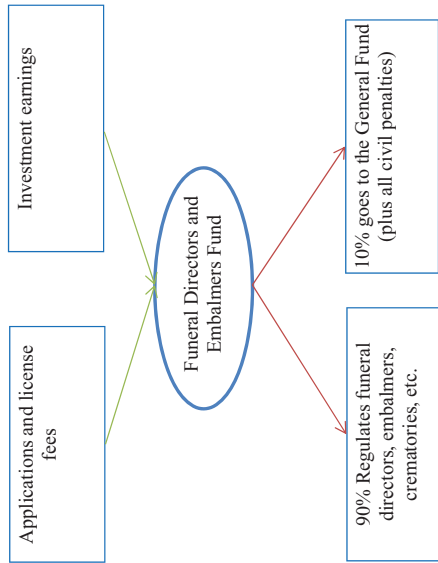 Applications and license
fees
Investment earnings
Funeral Directors and
Embalmers Fund
90% Regulates funeral
directors, embalmers,
crematories, etc.
10% goes to the General Fund
(plus all civil penalties)